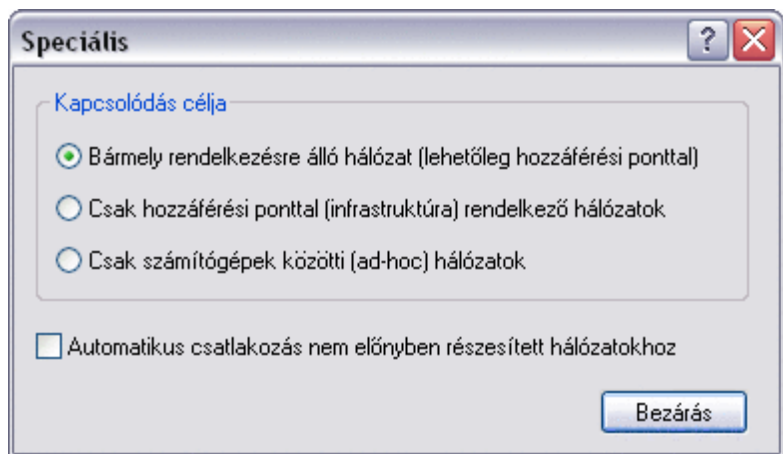 Speciális
Kapcsolódás célja
Bármely rendelkezésre álló hálózat (lehetőleg hozzáférési ponttal)
Csak hozzáférési ponttal (infrastruktúra) rendelkező hálózatok
Csak számítógépek közötti (ad-hoc) hálózatok
Automatikus csatlakozás nem előnyben részesített hálózatokhoz
Bezárás